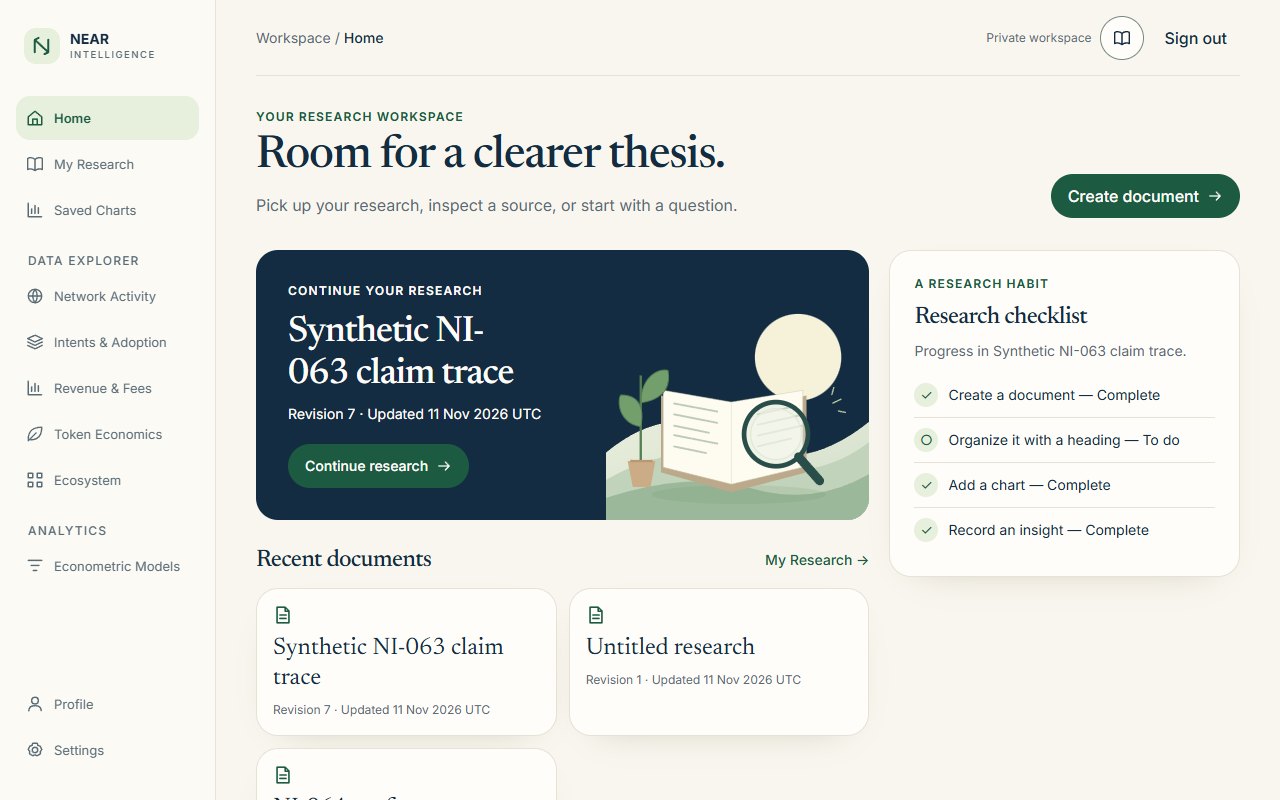 NEAR
INTELLIGENCE
Home
My Research
Saved Charts
DATA EXPLORER
Network Activity
Intents & Adoption
Revenue & Fees
Token Economics
Ecosystem
ANALYTICS
Econometric Models
Profile
Settings
Workspace / Home
Private workspace
Sign out
YOUR RESEARCH WORKSPACE
Room for a clearer thesis.
Pick up your research, inspect a source, or start with a question.
Create document →
CONTINUE YOUR RESEARCH
Synthetic NI-
063 claim trace
Revision 7 · Updated 11 Nov 2026 UTC
Continue research →
A RESEARCH HABIT
Research checklist
Progress in Synthetic NI-063 claim trace.
Create a document — Complete
Organize it with a heading — To do
Add a chart — Complete
Record an insight — Complete
Recent documents
My Research →
Synthetic NI-063 claim
trace
Revision 7 · Updated 11 Nov 2026 UTC
Untitled research
Revision 1 · Updated 11 Nov 2026 UTC